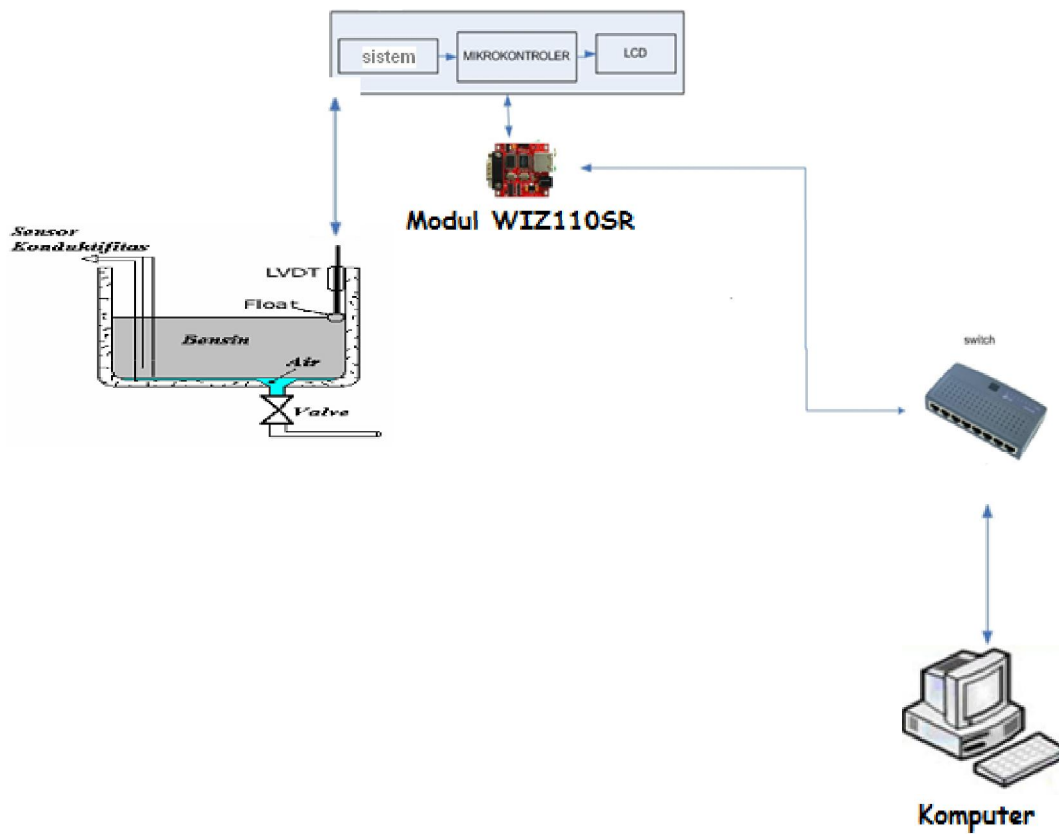 sistem
MIKROKONTROLER
LCD
Modul WIZ110SR
Sensor
Konduktifitas
LVDT
Float
Bensin
Air
Valve
switch
Komputer